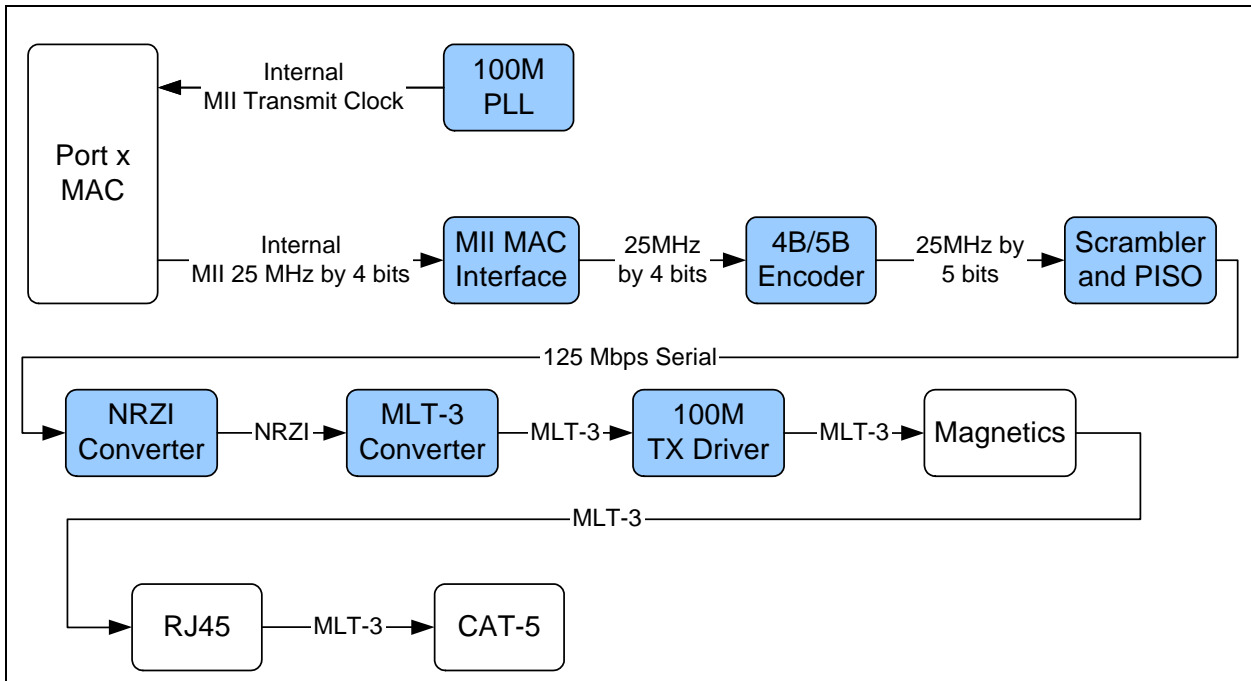 Internal
MII Transmit Clock
100M
PLL
Port x
MAC
Internal
MII 25 MHz by 4 bits
MII MAC
Interface
25MHz
by 4 bits
4B/5B
Encoder
25MHz by
5 bits
Scrambler
and PISO
125 Mbps Serial
NRZI
Converter
NRZI
MLT-3
Converter
MLT-3
100M
TX Driver
MLT-3
Magnetics
MLT-3
RJ45
MLT-3
CAT-5